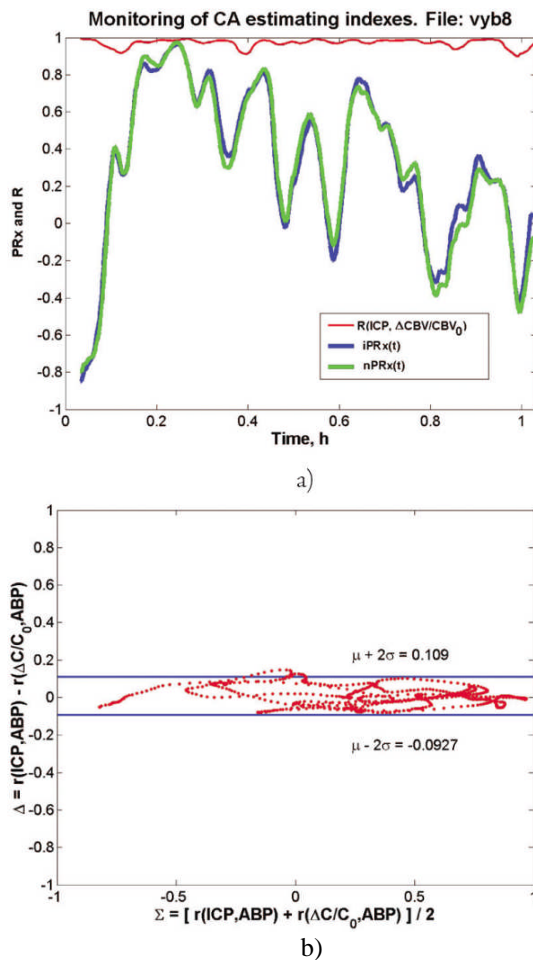 Monitoring of CA estimating indexes. File: vyb8
PRx and R
1
0.8
0.6
0.4
0.2
0
-0.2
-0.4
-0.6
-0.8
-1
R(ICP, ΔCBV/CBV₀)
iPRx(t)
nPRx(t)
0 0.2 0.4 0.6 0.8 1
Time, h
a)
Δ = r(ICP,ABP) - r(ΔC/C₀,ABP)
1
0.8
0.6
0.4
0.2
0
-0.2
-0.4
-0.6
-0.8
-1
μ + 2σ = 0.109
μ - 2σ = -0.0927
-1 -0.5 0 0.5 1
Σ = [ r(ICP,ABP) + r(ΔC/C₀,ABP) ] / 2
b)